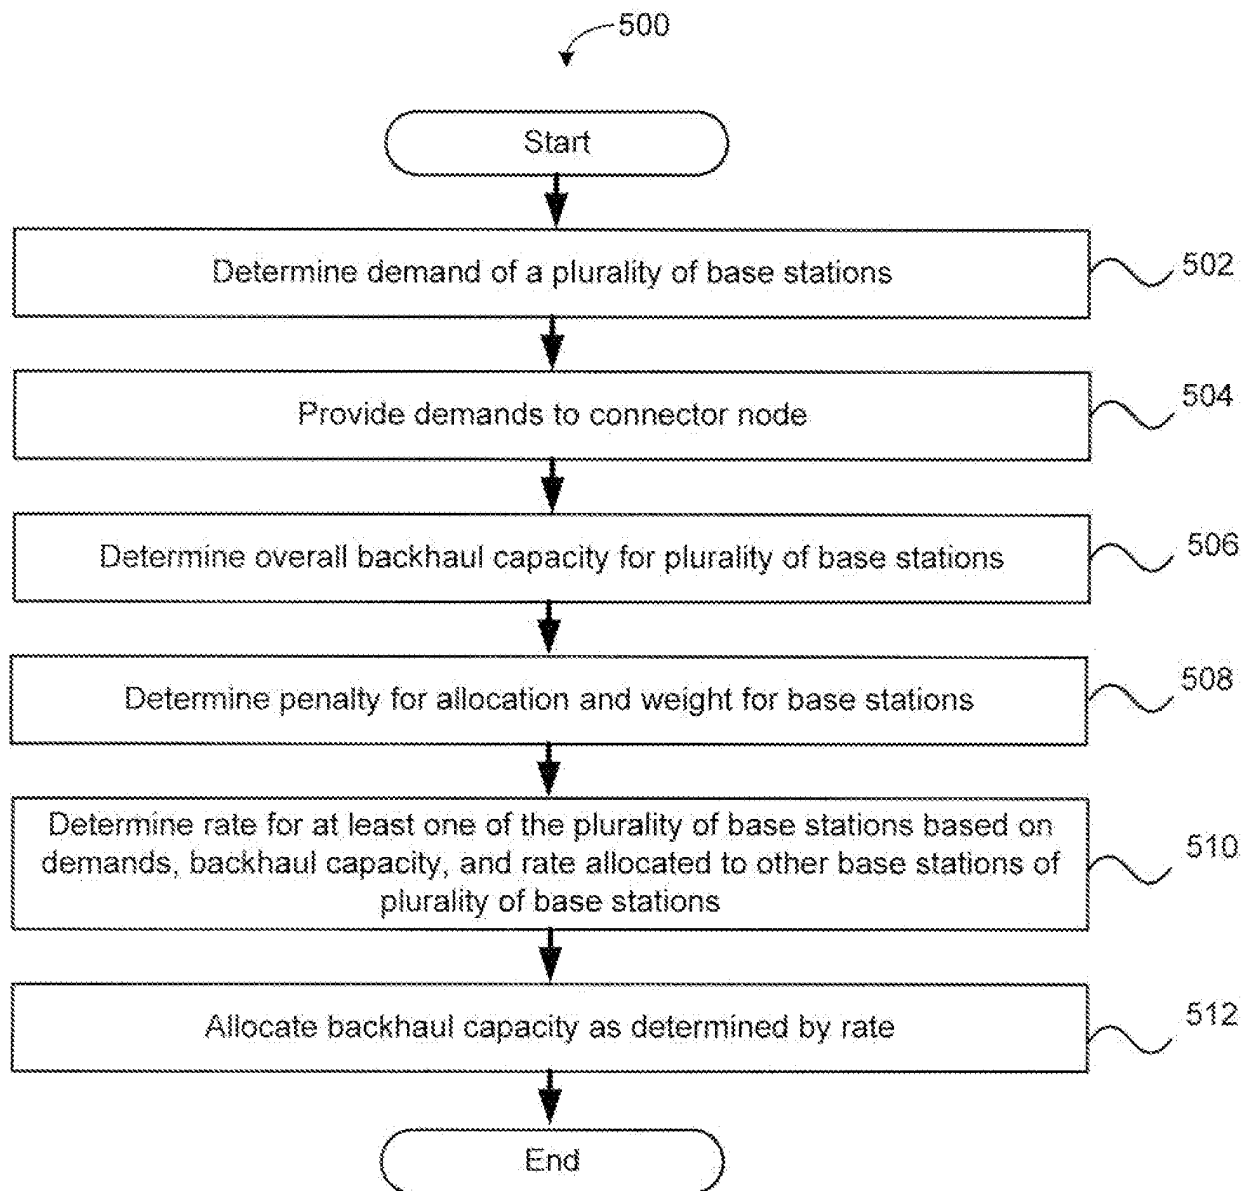 500
Start
Determine demand of a plurality of base stations
502
Provide demands to connector node
504
Determine overall backhaul capacity for plurality of base stations
506
Determine penalty for allocation and weight for base stations
508
Determine rate for at least one of the plurality of base stations based on
demands, backhaul capacity, and rate allocated to other base stations of
plurality of base stations
510
Allocate backhaul capacity as determined by rate
512
End